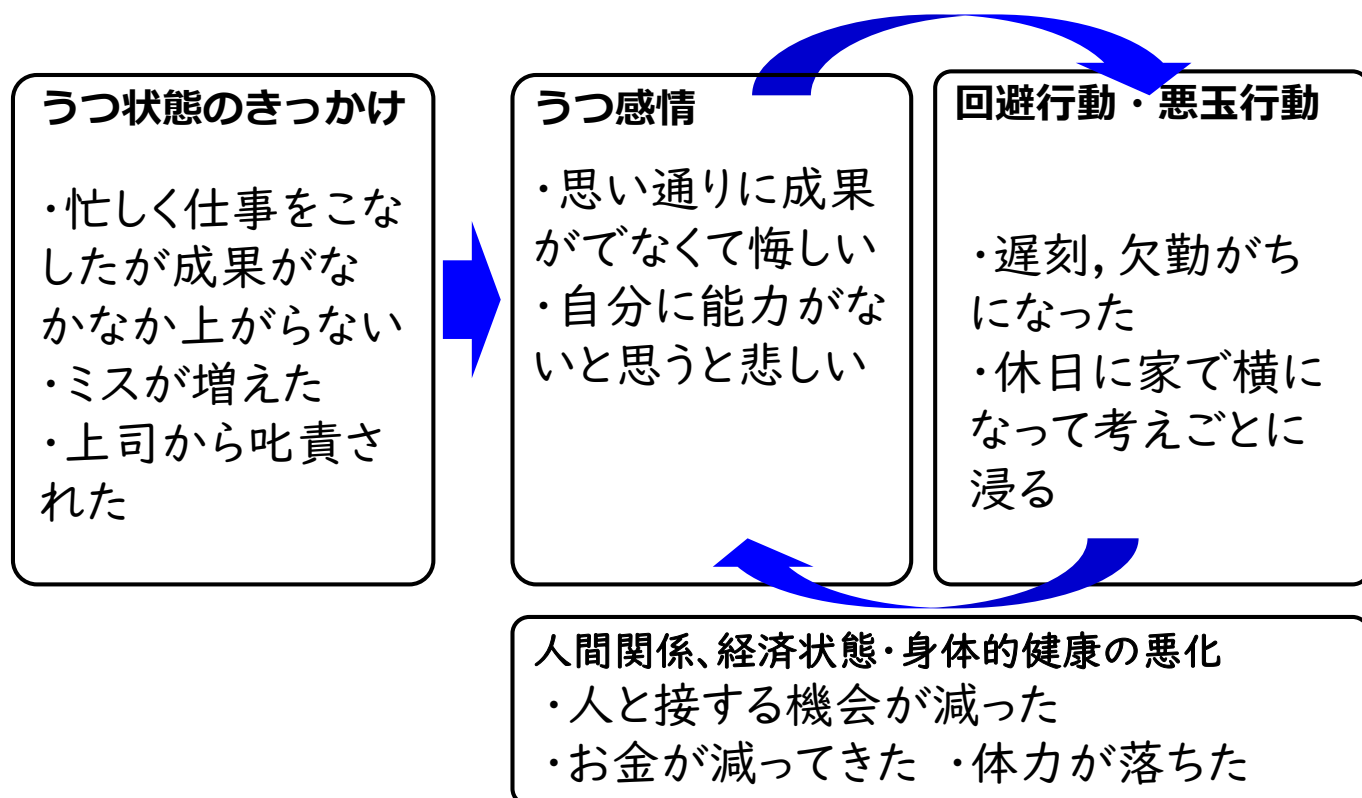 うつ状態のきっかけ
・忙しく仕事をこな
したが成果がな
かなか上がらない
・ミスが増えた
・上司から叱責さ
れた
うつ感情
・思い通りに成果
がでなくて悔しい
・自分に能力がな
いと思うと悲しい
回避行動・悪玉行動
・遅刻，欠勤がち
になった
・休日に家で横に
なって考えごとに
浸る
人間関係、経済状態・身体的健康の悪化
・人と接する機会が減った
・お金が減ってきた ・体力が落ちた